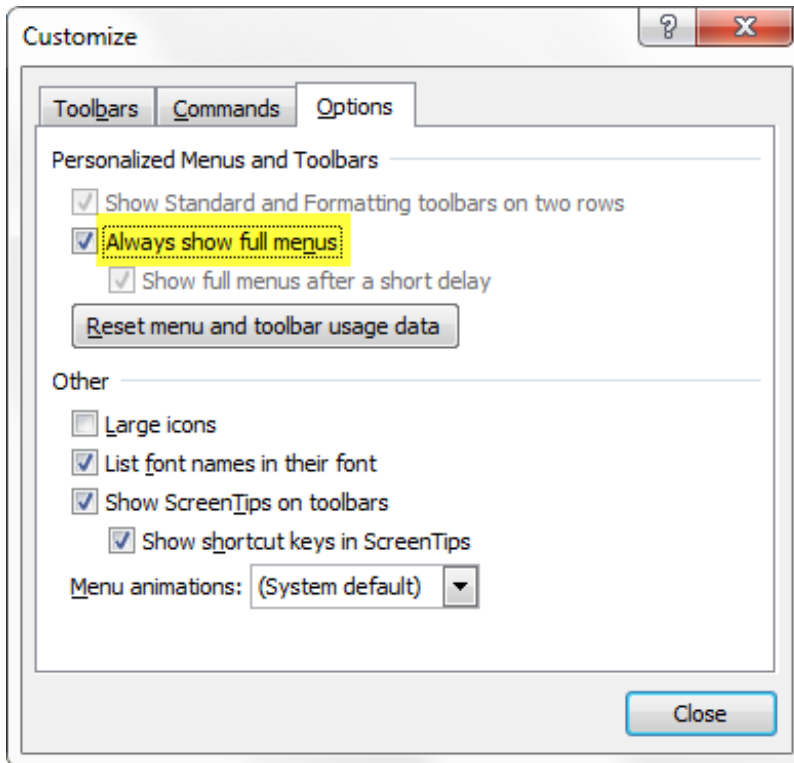 Customize
Toolbars Commands Options
Personalized Menus and Toolbars
Show Standard and Formatting toolbars on two rows
Always show full menus
Show full menus after a short delay
Reset menu and toolbar usage data
Other
Large icons
List font names in their font
Show ScreenTips on toolbars
Show shortcut keys in ScreenTips
Menu animations: (System default)
Close